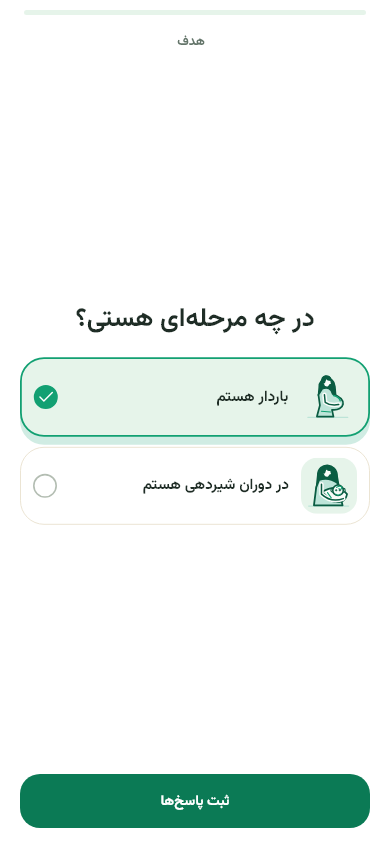 هدف
در چه مرحله‌ای هستی؟
باردار هستم
در دوران شیردهی هستم
ثبت پاسخ‌ها